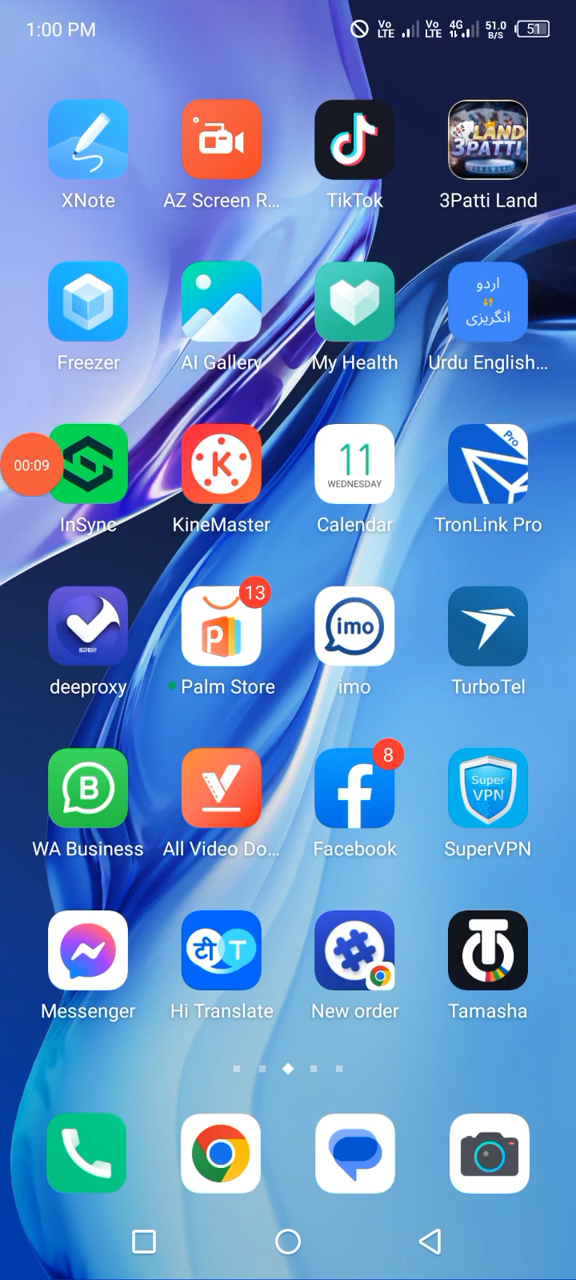 1:00 PM
Vo LTE Vo LTE 4G 51.0 B/S 51
LAND
3PATTI
XNote AZ Screen R... TikTok 3Patti Land
اردو
انگریزی
Freezer AI Gallery My Health Urdu English...
00:09
K
11
WEDNESDAY
Pro
InSync KineMaster Calendar TronLink Pro
13
P
imo
DEEPROXY
deeproxy Palm Store imo TurboTel
8
B
Super
VPN
WA Business All Video Do... Facebook SuperVPN
टी T
Messenger Hi Translate New order Tamasha